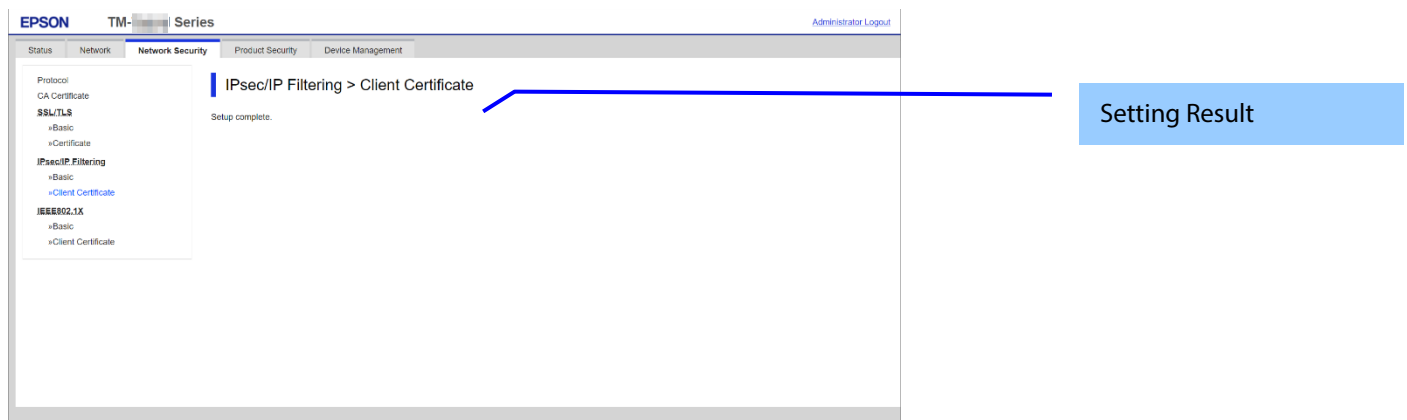 EPSON TM- Series Administrator Logout
Status Network Network Security Product Security Device Management
Protocol
CA Certificate
SSL/TLS
»Basic
»Certificate
IPsec/IP Filtering
»Basic
»Client Certificate
IEEE802.1X
»Basic
»Client Certificate
IPsec/IP Filtering > Client Certificate
Setup complete.
Setting Result